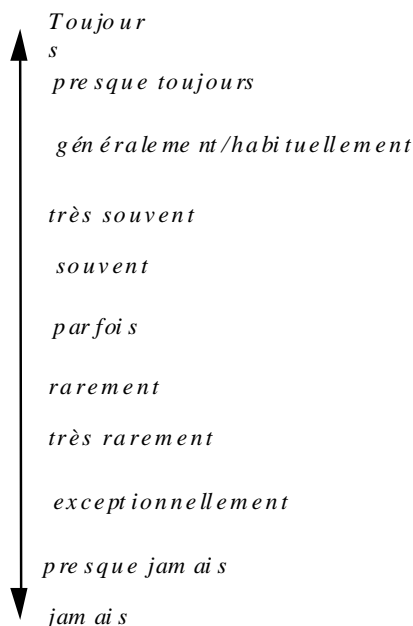 Toujour
s
presque toujours
généralement/habituellement
très souvent
souvent
parfois
rarement
très rarement
exceptionnellement
presque jamais
jamais